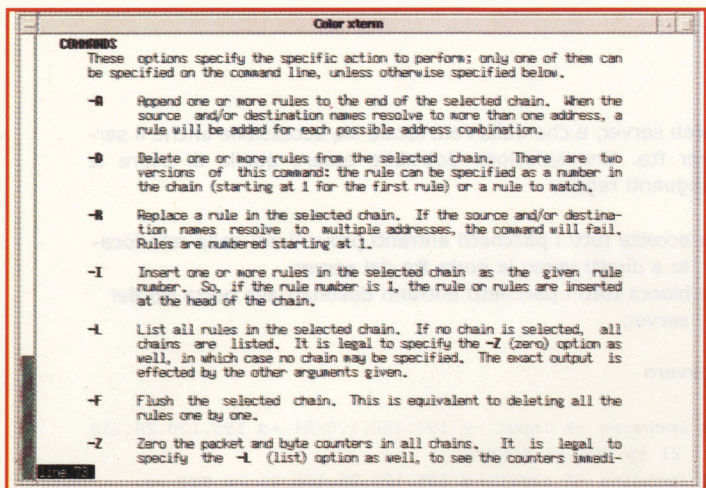 Color xterm
COMMANDS
These options specify the specific action to perform; only one of them can
be specified on the command line, unless otherwise specified below.
-A Append one or more rules to the end of the selected chain. When the
source and/or destination names resolve to more than one address, a
rule will be added for each possible address combination.
-D Delete one or more rules from the selected chain. There are two
versions of this command: the rule can be specified as a number in
the chain (starting at 1 for the first rule) or a rule to match.
-R Replace a rule in the selected chain. If the source and/or destina-
tion names resolve to multiple addresses, the command will fail.
Rules are numbered starting at 1.
-I Insert one or more rules in the selected chain as the given rule
number. So, if the rule number is 1, the rule or rules are inserted
at the head of the chain.
-L List all rules in the selected chain. If no chain is selected, all
chains are listed. It is legal to specify the -Z (zero) option as
well, in which case no chain may be specified. The exact output is
effected by the other arguments given.
-F Flush the selected chain. This is equivalent to deleting all the
rules one by one.
-Z Zero the packet and byte counters in all chains. It is legal to
specify the -L (list) option as well, to see the counters immedi-
line 73